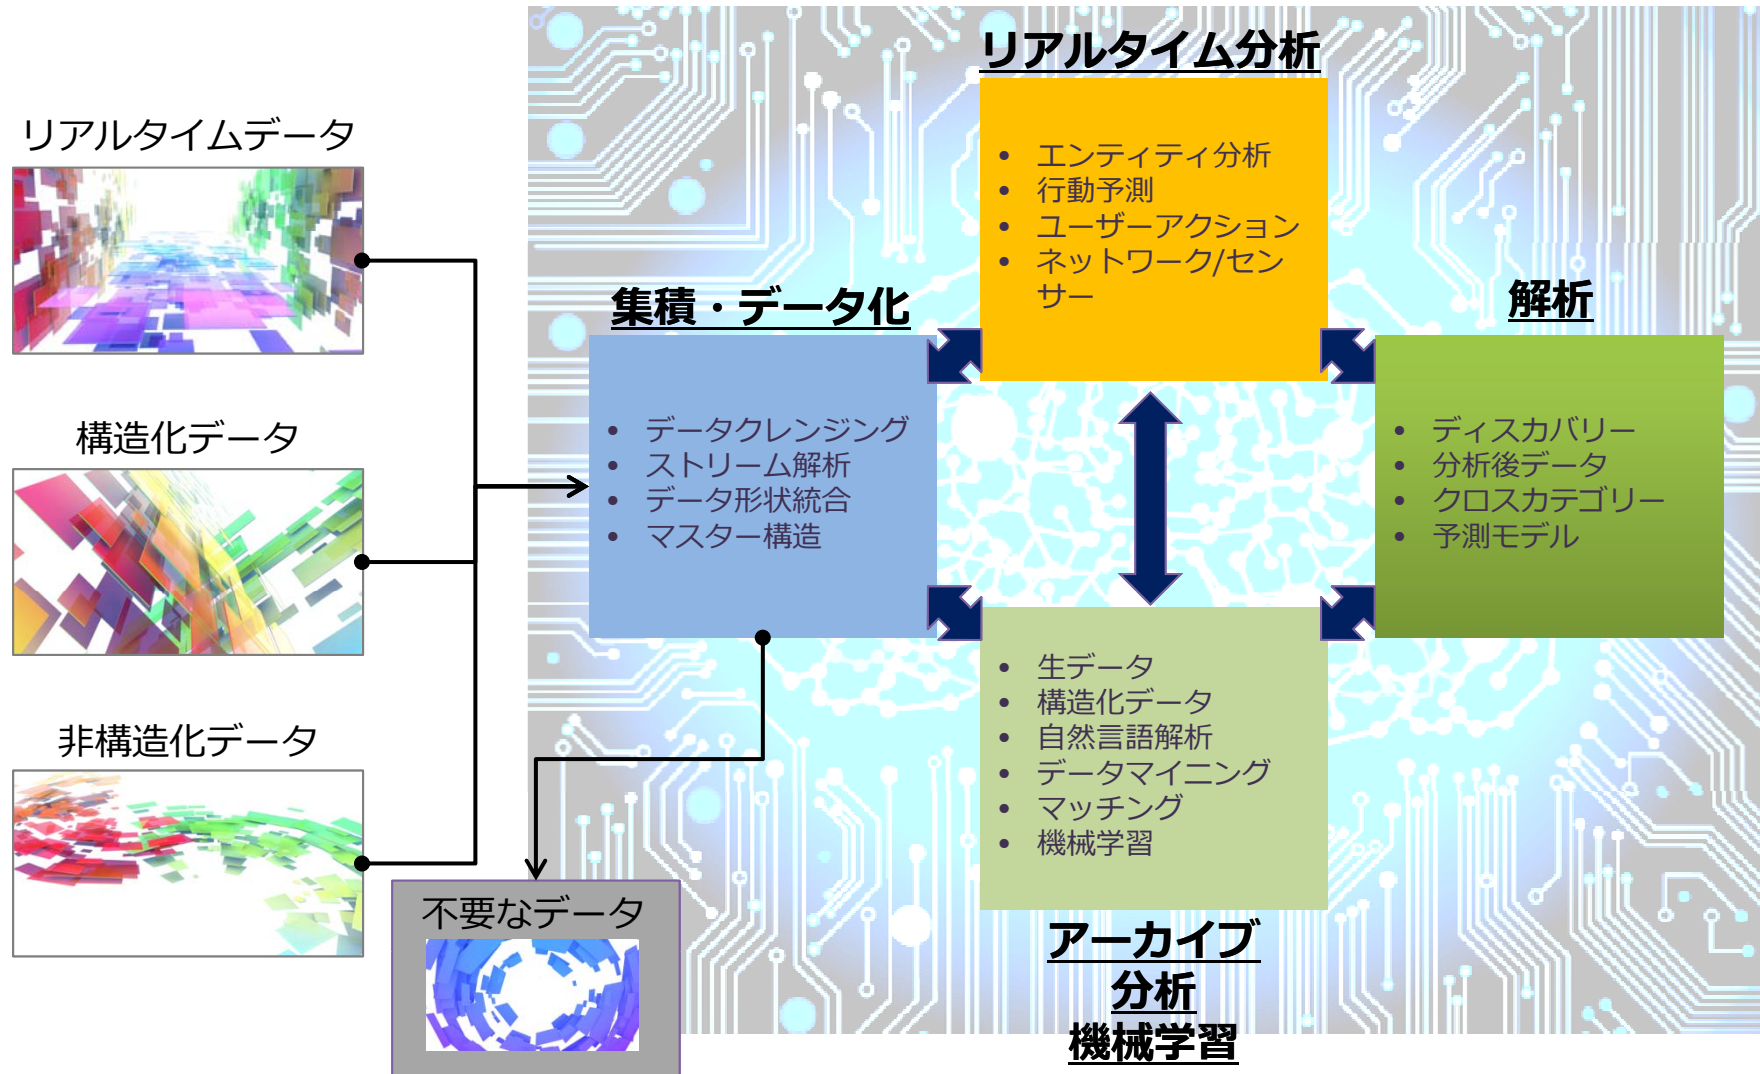 リアルタイムデータ
構造化データ
非構造化データ
不要なデータ
集積・データ化
• データクレンジング
• ストリーム解析
• データ形状統合
• マスター構造
リアルタイム分析
• エンティティ分析
• 行動予測
• ユーザーアクション
• ネットワーク/セン
サー
• 生データ
• 構造化データ
• 自然言語解析
• データマイニング
• マッチング
• 機械学習
アーカイブ
分析
機械学習
解析
• ディスカバリー
• 分析後データ
• クロスカテゴリー
• 予測モデル